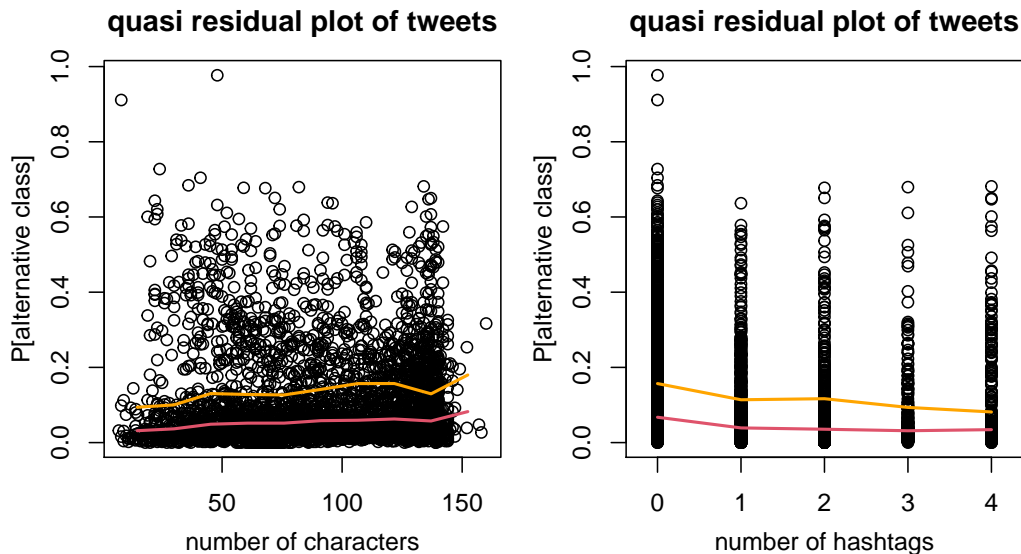 quasi residual plot of tweets
P[alternative class]
0.0 0.2 0.4 0.6 0.8 1.0
50 100 150
number of characters
quasi residual plot of tweets
P[alternative class]
0.0 0.2 0.4 0.6 0.8 1.0
0 1 2 3 4
number of hashtags